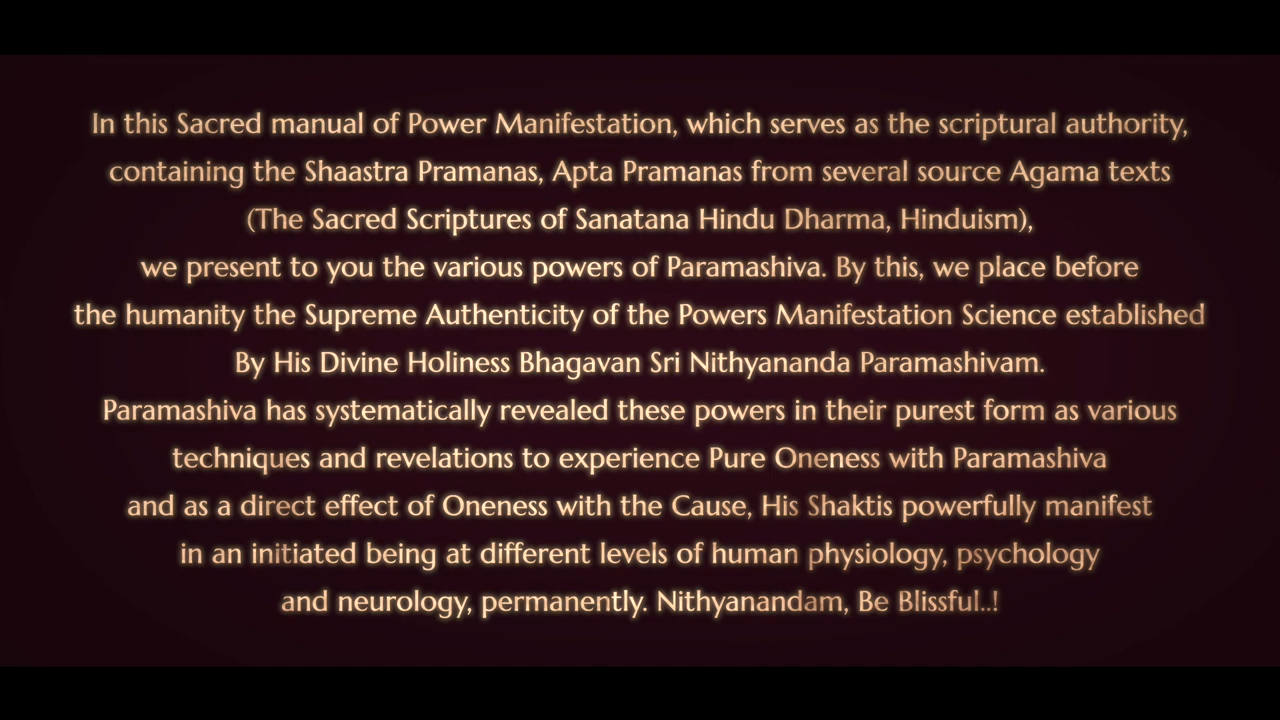 In this Sacred manual of Power Manifestation, which serves as the scriptural authority,
containing the Shaastra Pramanas, Apta Pramanas from several source Agama texts
(The Sacred Scriptures of Sanatana Hindu Dharma, Hinduism),
we present to you the various powers of Paramashiva. By this, we place before
the humanity the Supreme Authenticity of the Powers Manifestation Science established
By His Divine Holiness Bhagavan Sri Nithyananda Paramashivam.
Paramashiva has systematically revealed these powers in their purest form as various
techniques and revelations to experience Pure Oneness with Paramashiva
and as a direct effect of Oneness with the Cause, His Shaktis powerfully manifest
in an initiated being at different levels of human physiology, psychology
and neurology, permanently. Nithyanandam, Be Blissful..!